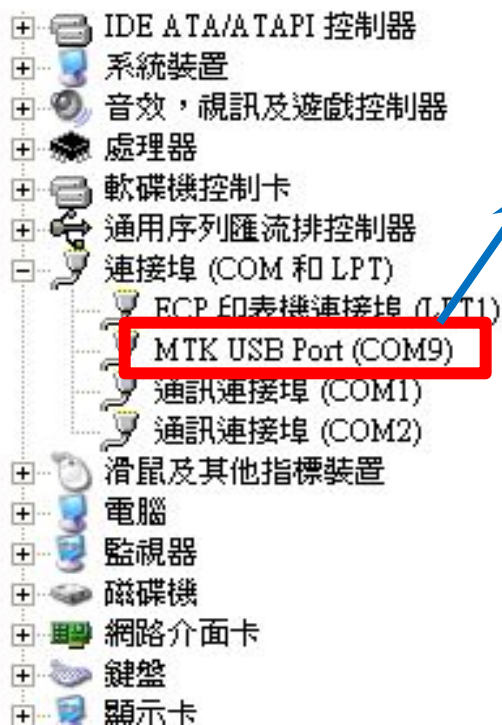 IDE ATA/ATAPI 控制器
系統裝置
音效，視訊及遊戲控制器
處理器
軟碟機控制卡
通用序列匯流排控制器
連接埠 (COM 和 LPT)
ECP 印表機連接埠 (LPT1)
MTK USB Port (COM9)
通訊連接埠 (COM1)
通訊連接埠 (COM2)
滑鼠及其他指標裝置
電腦
監視器
磁碟機
網路介面卡
鍵盤
顯示卡